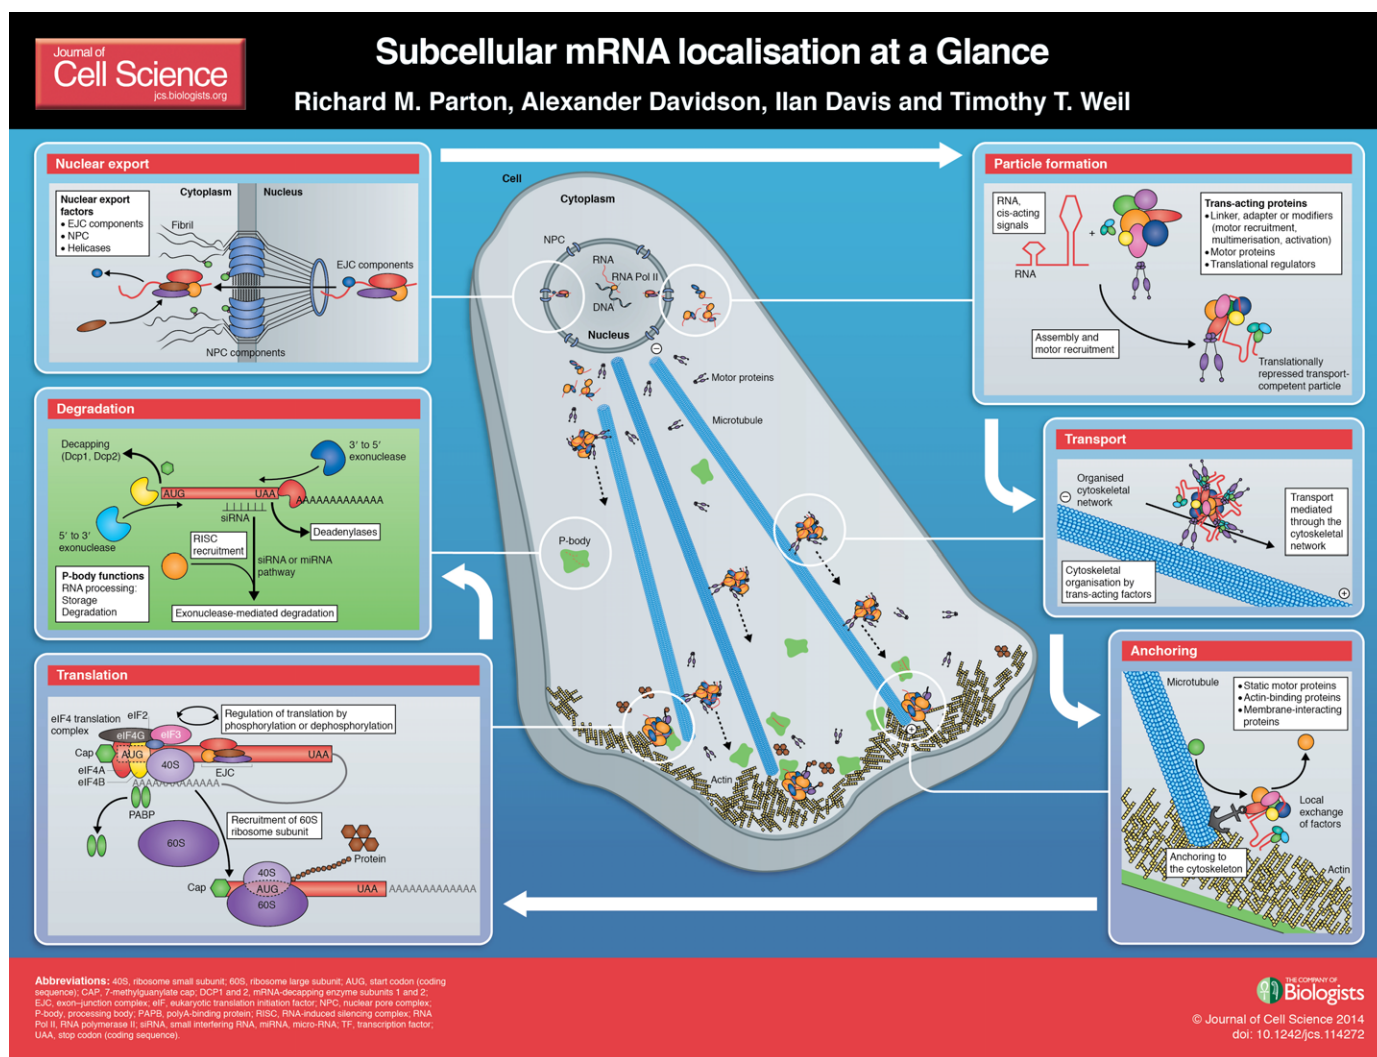 Journal of
Cell Science
jcs.biologists.org
Subcellular mRNA localisation at a Glance
Richard M. Parton, Alexander Davidson, Ilan Davis and Timothy T. Weil
Nuclear export
Nuclear export
factors
• EJC components
• NPC
• Helicases
Cytoplasm
Nucleus
Fibril
EJC components
NPC components
Cell
Cytoplasm
NPC
RNA
RNA Pol II
DNA
Nucleus
−
Motor proteins
Microtubule
P-body
Actin
+
Particle formation
RNA,
cis-acting
signals
RNA
+
Trans-acting proteins
• Linker, adapter or modifiers
(motor recruitment,
multimerisation, activation)
• Motor proteins
• Translational regulators
Assembly and
motor recruitment
Translationally
repressed transport-
competent particle
Degradation
Decapping
(Dcp1, Dcp2)
3' to 5'
exonuclease
AUG
UAA
AAAAAAAAAAAAA
siRNA
5' to 3'
exonuclease
RISC
recruitment
Deadenylases
siRNA or miRNA
pathway
P-body functions
RNA processing:
Storage
Degradation
Exonuclease-mediated degradation
Transport
−
Organised
cytoskeletal
network
Transport
mediated
through the
cytoskeletal
network
Cytoskeletal
organisation by
trans-acting factors
+
Translation
eIF4 translation
complex
eIF2
eIF4G
eIF3
Regulation of translation by
phosphorylation or dephosphorylation
Cap
AUG
40S
UAA
eIF4A
eIF4B
EJC
AAAAAAAAAAAAA
PABP
60S
Recruitment of 60S
ribosome subunit
Protein
40S
Cap
AUG
UAA
AAAAAAAAAAAAA
60S
Anchoring
Microtubule
• Static motor proteins
• Actin-binding proteins
• Membrane-interacting
proteins
Local
exchange
of factors
Anchoring to
the cytoskeleton
Actin
Abbreviations: 40S, ribosome small subunit; 60S, ribosome large subunit; AUG, start codon (coding
sequence); CAP, 7-methylguanylate cap; DCP1 and 2, mRNA-decapping enzyme subunits 1 and 2;
EJC, exon–junction complex; eIF, eukaryotic translation initiation factor; NPC, nuclear pore complex;
P-body, processing body; PAPB, polyA-binding protein; RISC, RNA-induced silencing complex; RNA
Pol II, RNA polymerase II; siRNA, small interfering RNA, miRNA, micro-RNA; TF, transcription factor;
UAA, stop codon (coding sequence).
THE COMPANY OF
Biologists
© Journal of Cell Science 2014
doi: 10.1242/jcs.114272